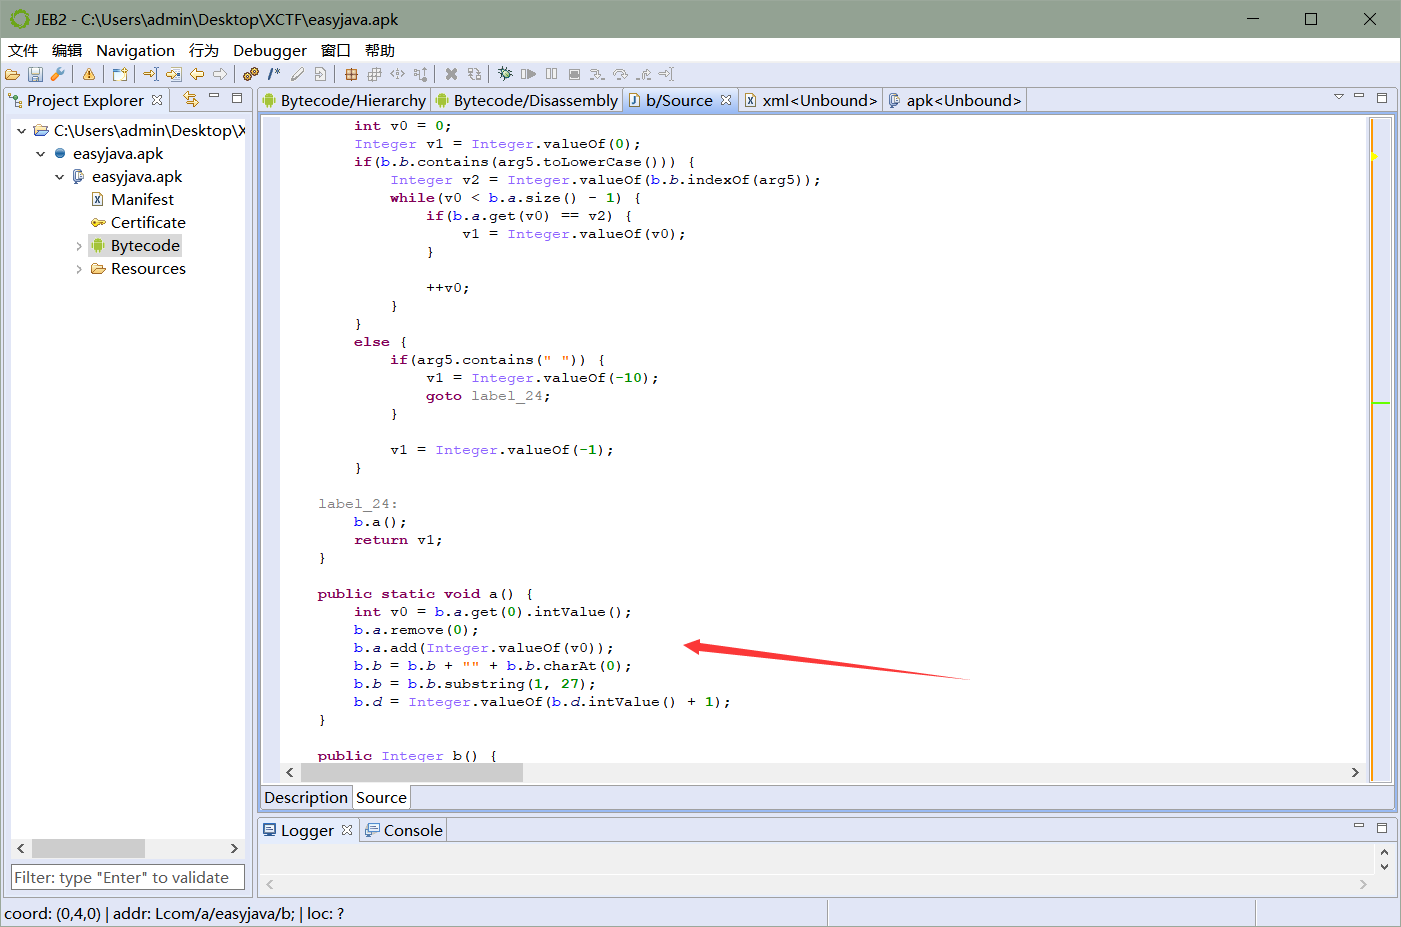 JEB2 - C:\Users\admin\Desktop\XCTF\easyjava.apk
文件 编辑 Navigation 行为 Debugger 窗口 帮助
Project Explorer
C:\Users\admin\Desktop\X
easyjava.apk
easyjava.apk
Manifest
Certificate
Bytecode
Resources
Filter: type "Enter" to validate
Bytecode/Hierarchy Bytecode/Disassembly b/Source xml<Unbound> apk<Unbound>
int v0 = 0;
Integer v1 = Integer.valueOf(0);
if(b.b.contains(arg5.toLowerCase())) {
Integer v2 = Integer.valueOf(b.b.indexOf(arg5));
while(v0 < b.a.size() - 1) {
if(b.a.get(v0) == v2) {
v1 = Integer.valueOf(v0);
}
++v0;
}
}
else {
if(arg5.contains(" ")) {
v1 = Integer.valueOf(-10);
goto label_24;
}
v1 = Integer.valueOf(-1);
}
label_24:
b.a();
return v1;
}
public static void a() {
int v0 = b.a.get(0).intValue();
b.a.remove(0);
b.a.add(Integer.valueOf(v0));
b.b = b.b + "" + b.b.charAt(0);
b.b = b.b.substring(1, 27);
b.d = Integer.valueOf(b.d.intValue() + 1);
}
public Integer b() {
Description Source
Logger Console
coord: (0,4,0) | addr: Lcom/a/easyjava/b; | loc: ?